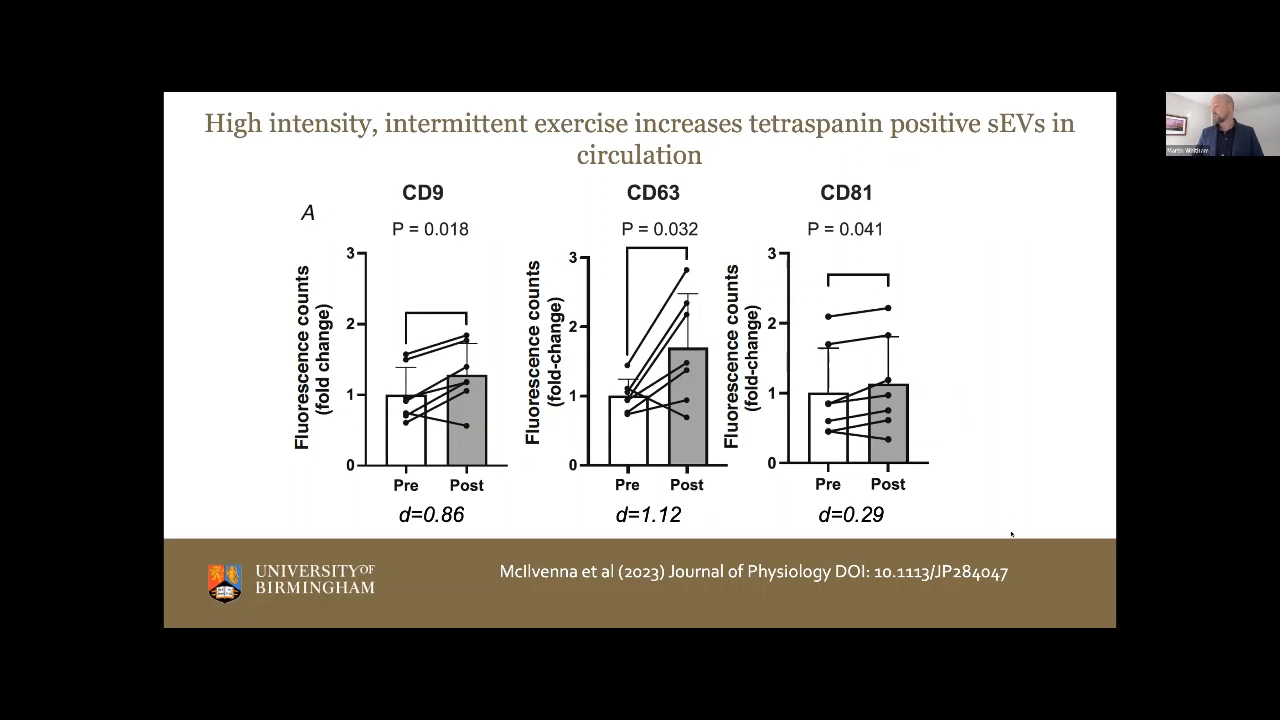 High intensity, intermittent exercise increases tetraspanin positive sEVs in
circulation
A
CD9
P = 0.018
Fluorescence counts
(fold change)
3
2
1
0
Pre Post
d=0.86
CD63
P = 0.032
Fluorescence counts
(fold-change)
3
2
1
0
Pre Post
d=1.12
CD81
P = 0.041
Fluorescence counts
(fold-change)
3
2
1
0
Pre Post
d=0.29
UNIVERSITY OF
BIRMINGHAM
McIlvenna et al (2023) Journal of Physiology DOI: 10.1113/JP284047
Martin Whitham